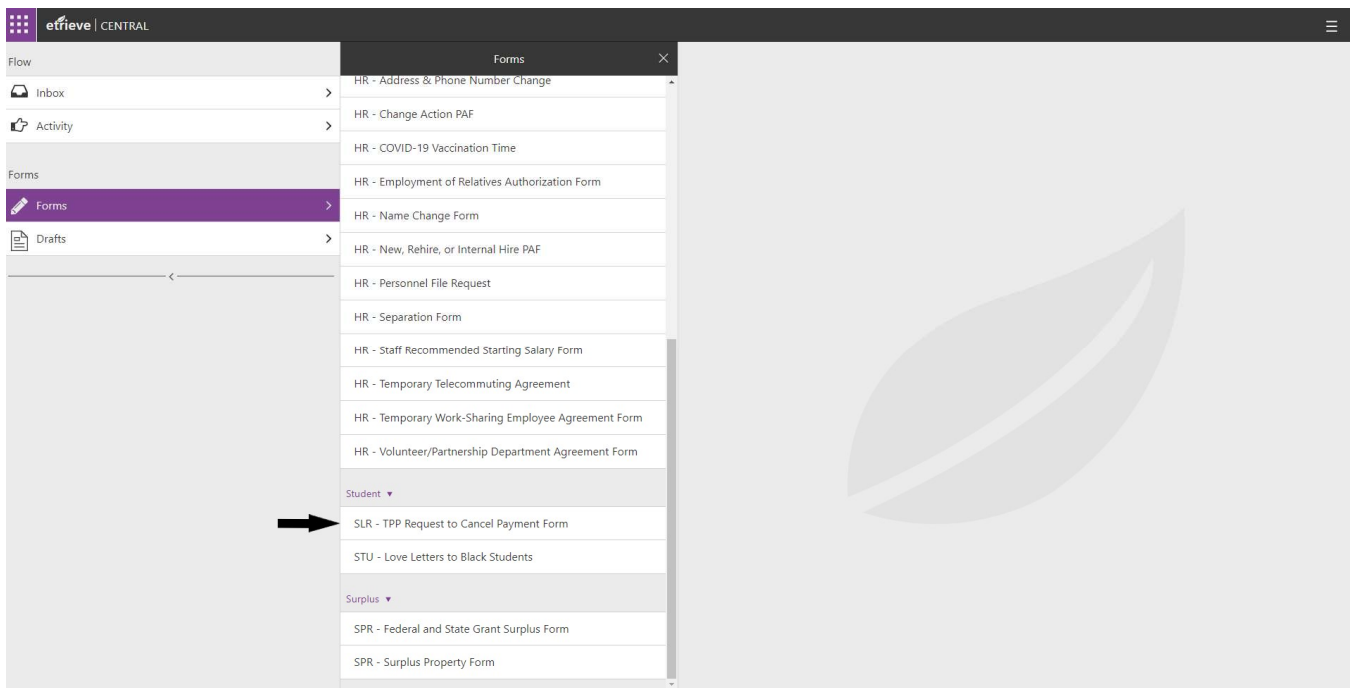 etrieve | CENTRAL
Flow
Inbox
Activity
Forms
Forms
Drafts
Forms
HR - Address & Phone Number Change
HR - Change Action PAF
HR - COVID-19 Vaccination Time
HR - Employment of Relatives Authorization Form
HR - Name Change Form
HR - New, Rehire, or Internal Hire PAF
HR - Personnel File Request
HR - Separation Form
HR - Staff Recommended Starting Salary Form
HR - Temporary Telecommuting Agreement
HR - Temporary Work-Sharing Employee Agreement Form
HR - Volunteer/Partnership Department Agreement Form
Student
SLR - TPP Request to Cancel Payment Form
STU - Love Letters to Black Students
Surplus
SPR - Federal and State Grant Surplus Form
SPR - Surplus Property Form